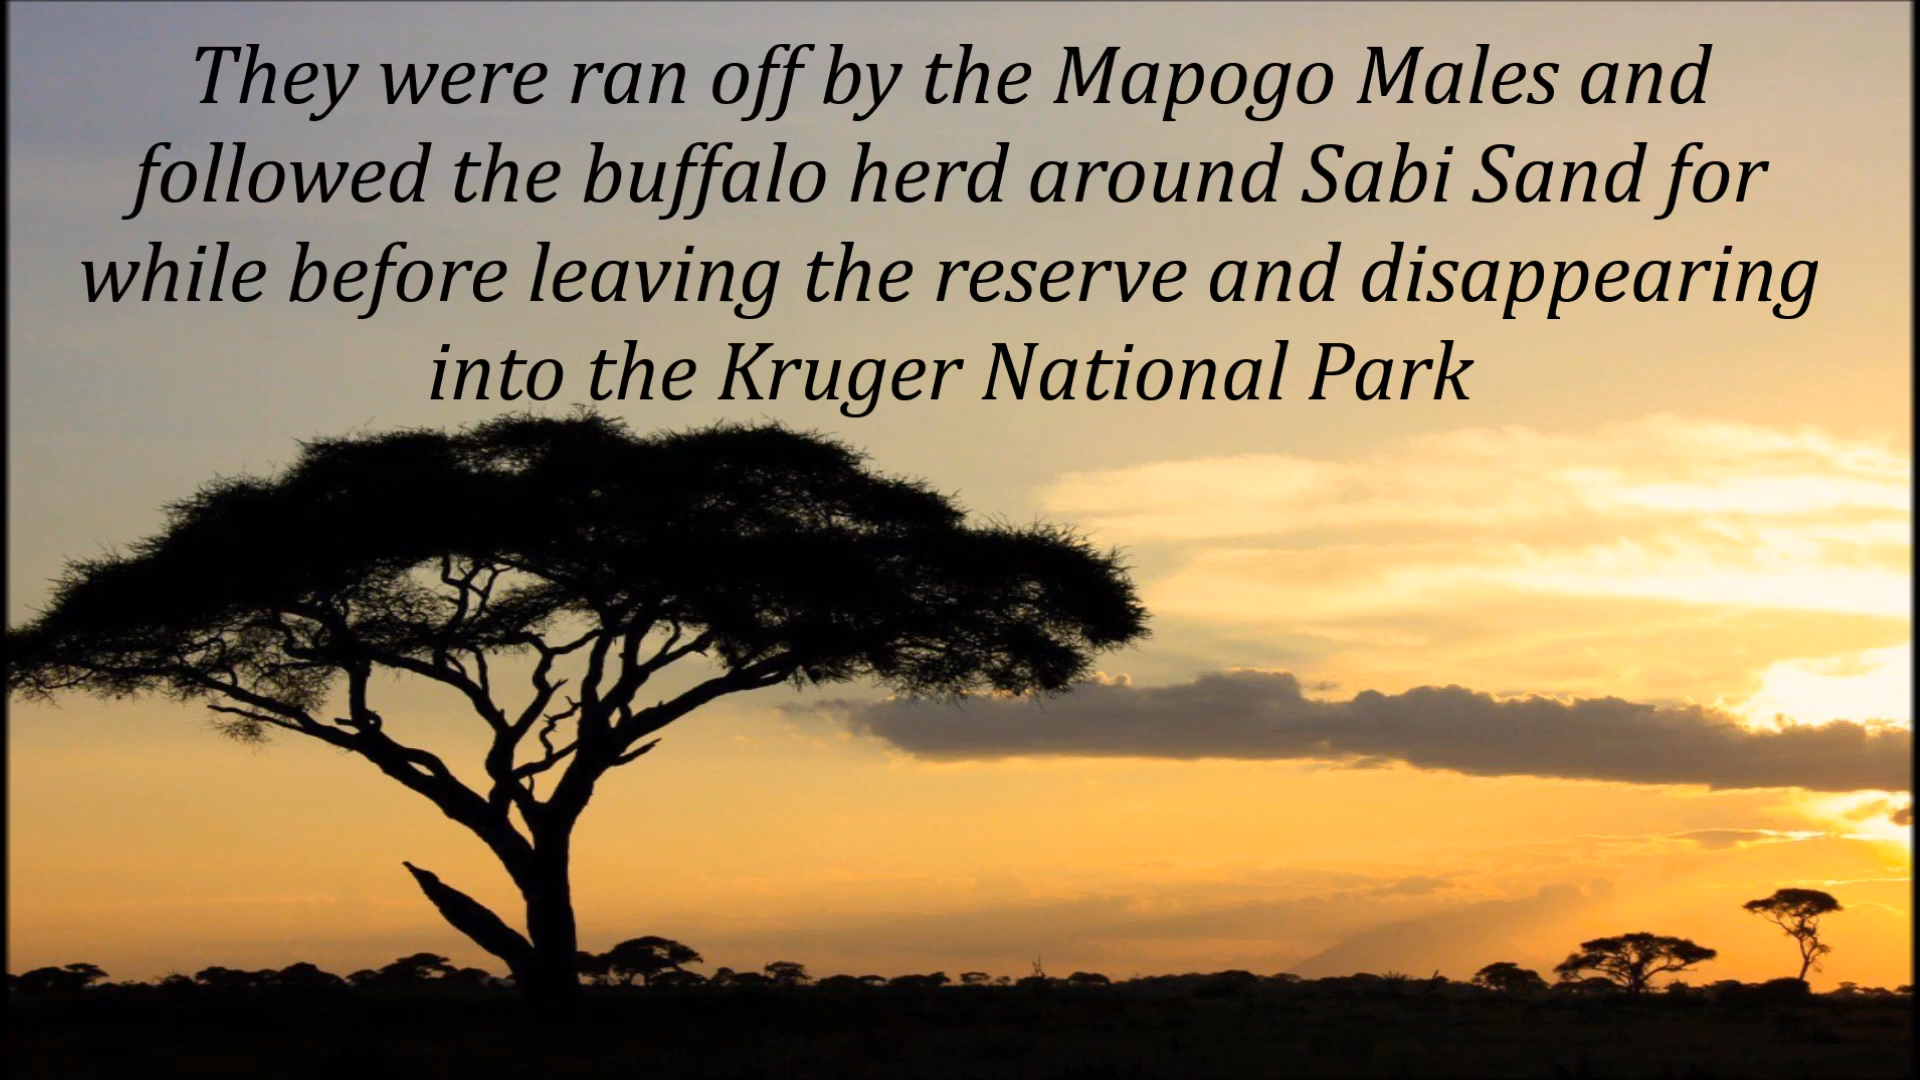 They were ran off by the Mapogo Males and
followed the buffalo herd around Sabi Sand for
while before leaving the reserve and disappearing
into the Kruger National Park